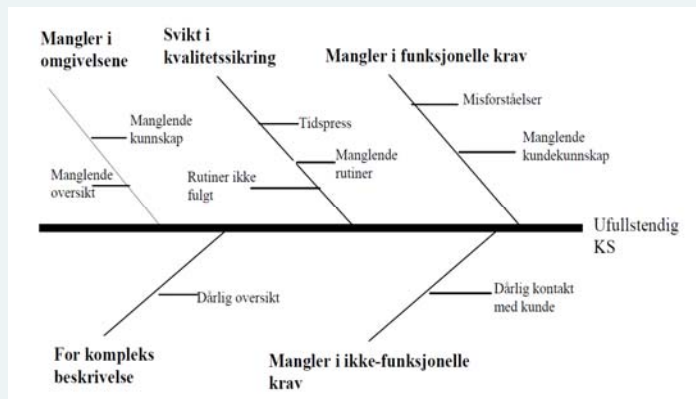 Mangler i
omgivelsene
Svikt i
kvalitetssikring
Mangler i funksjonelle krav
Manglende
kunnskap
Manglende
oversikt
Tidspress
Manglende
rutiner
Rutiner ikke
fulgt
Misforståelser
Manglende
kundekunnskap
Ufullstendig
KS
Dårlig oversikt
Dårlig kontakt
med kunde
For kompleks
beskrivelse
Mangler i ikke-funksjonelle
krav